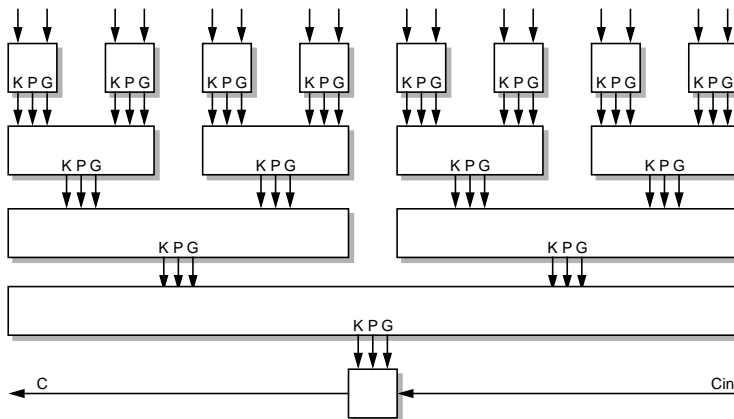 K P G K P G K P G K P G K P G K P G K P G K P G
K P G K P G K P G K P G
K P G K P G
K P G
C Cin